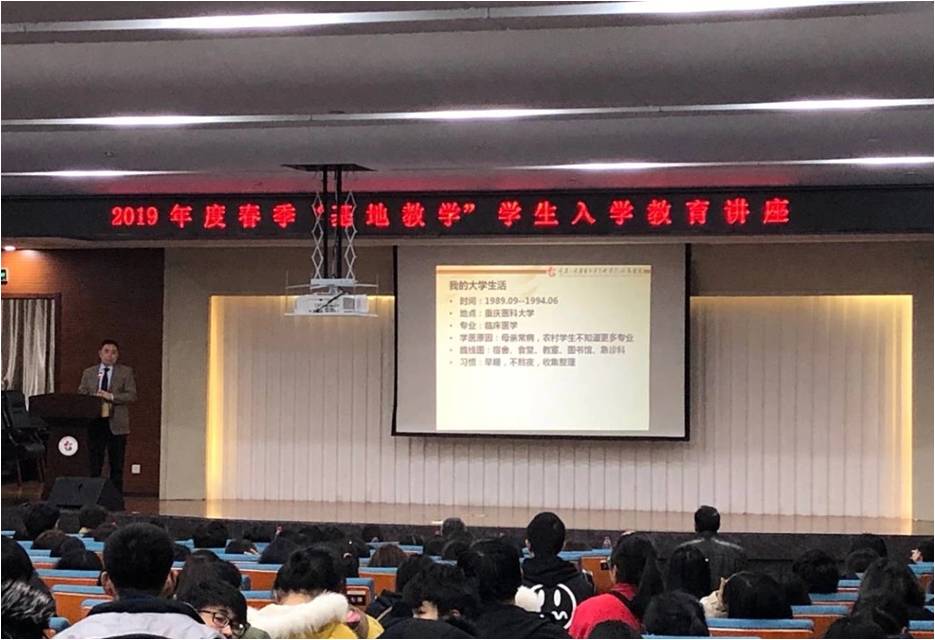 2019年度春季“基地教学”学生入学教育讲座
我的大学生活
• 时间：1989.09--1994.06
• 地点：重庆医科大学
• 专业：临床医学
• 学医原因：母亲常病，农村学生不知道更多专业
• 路线图：宿舍、食堂、教室、图书馆、急诊科
• 习惯：早睡，不熬夜，收集整理